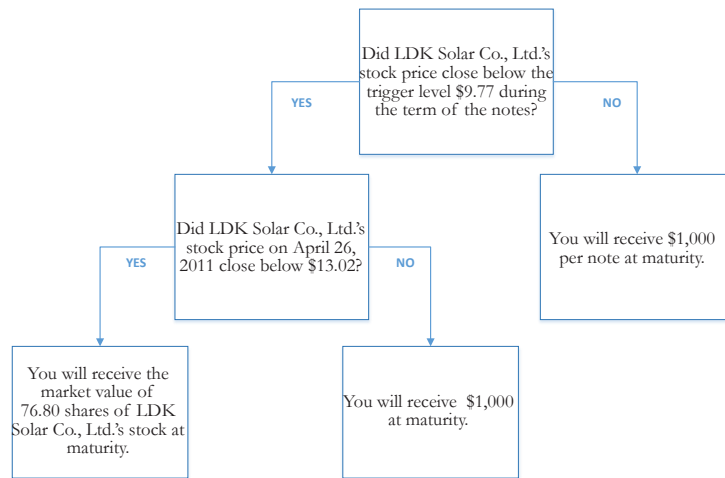 Did LDK Solar Co., Ltd.'s
stock price close below the
trigger level $9.77 during
the term of the notes?
YES
NO
Did LDK Solar Co., Ltd.'s
stock price on April 26,
2011 close below $13.02?
You will receive $1,000
per note at maturity.
YES
NO
You will receive the
market value of
76.80 shares of LDK
Solar Co., Ltd.'s stock at
maturity.
You will receive $1,000
at maturity.